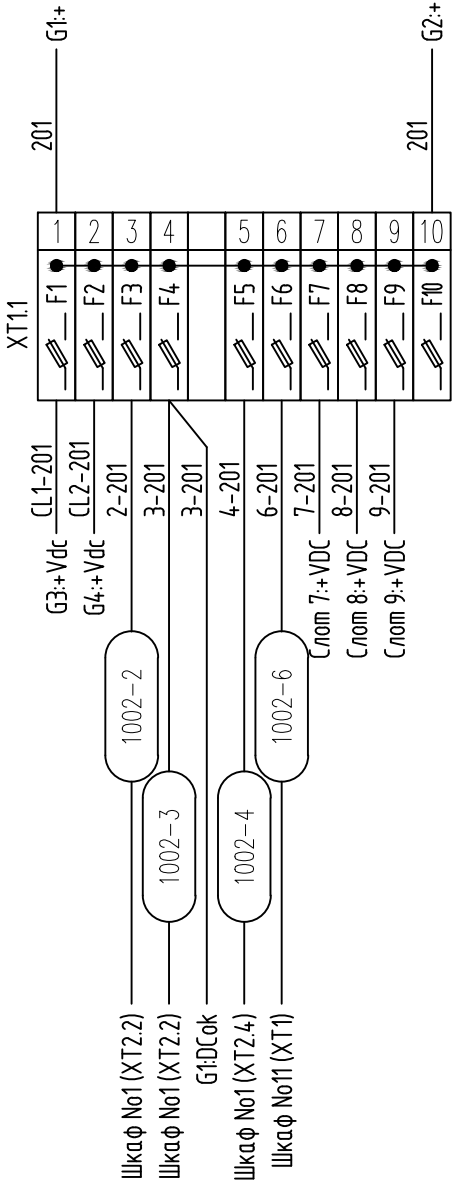 G1:+
G2:+
201
201
XT1.1
1
2
3
4
5
6
7
8
9
10
F1
F2
F3
F4
F5
F6
F7
F8
F9
F10
CL1-201
CL2-201
2-201
3-201
3-201
4-201
6-201
7-201
8-201
9-201
G3:+Vdc
G4:+Vdc
Слот 7:+VDC
Слот 8:+VDC
Слот 9:+VDC
1002-2
1002-3
1002-4
1002-6
Шкаф No1 (XT2.2)
Шкаф No1 (XT2.2)
G1:DCok
Шкаф No1 (XT2.4)
Шкаф No11 (XT1)